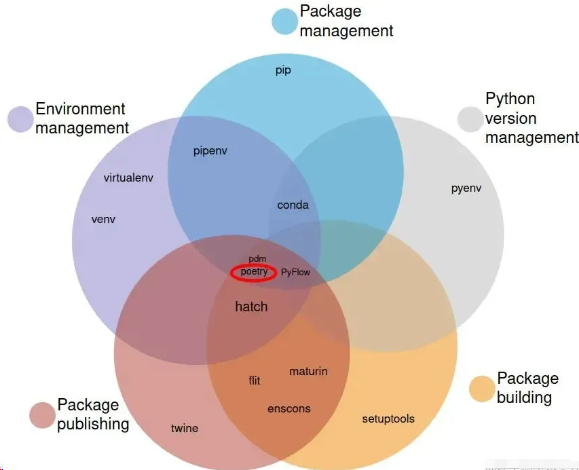 Package
management
pip
Environment
management
Python
version
management
pipenv
virtualenv
pyenv
conda
venv
pdm
poetry
PyFlow
hatch
maturin
flit
Package
building
enscons
Package
publishing
setuptools
twine